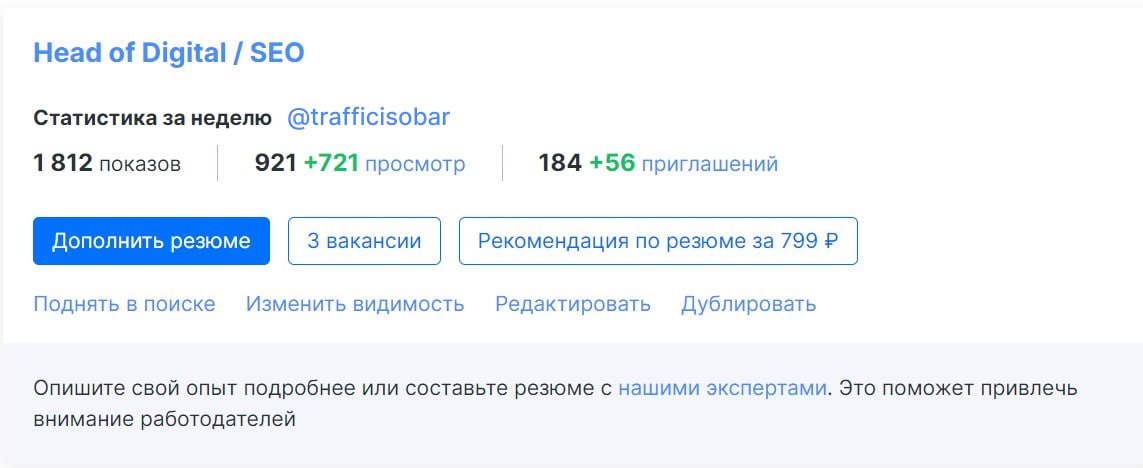 Head of Digital / SEO
Статистика за неделю @trafficisobar
1 812 показов 921 +721 просмотр 184 +56 приглашений
Дополнить резюме 3 вакансии Рекомендация по резюме за 799 ₽
Поднять в поиске Изменить видимость Редактировать Дублировать
Опишите свой опыт подробнее или составьте резюме с нашими экспертами. Это поможет привлечь
внимание работодателей